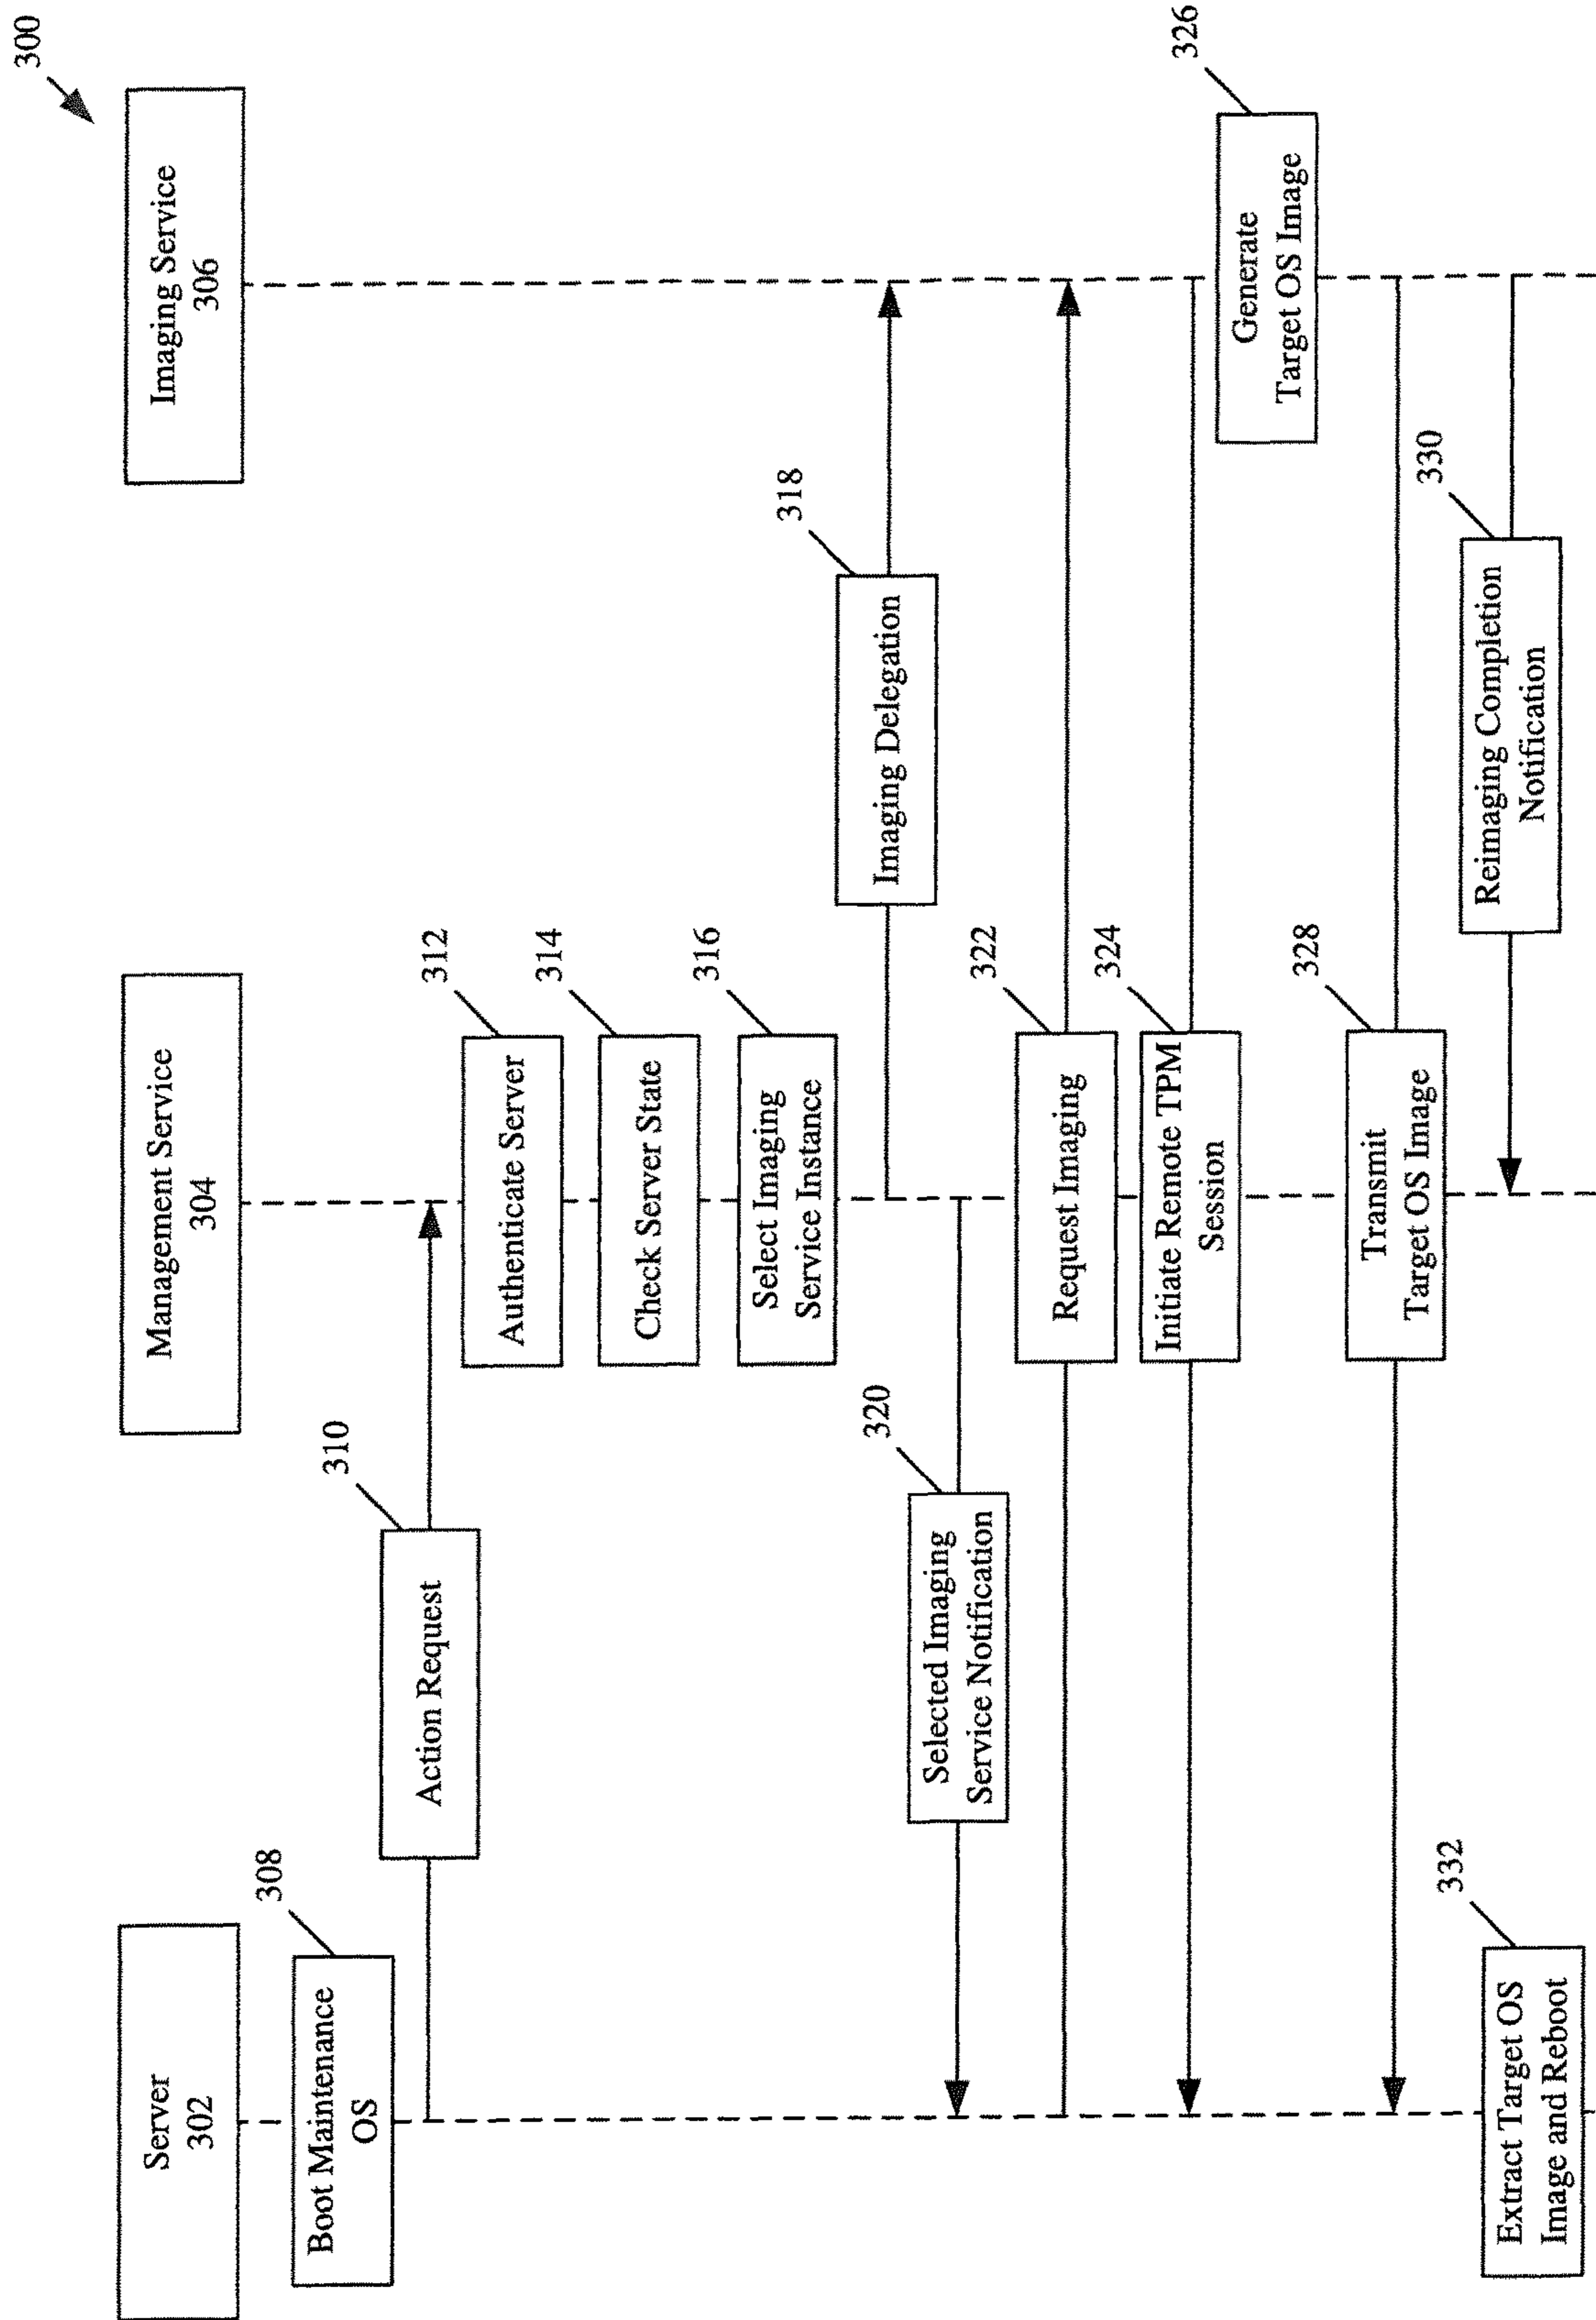 300
Server
302
Management Service
304
Imaging Service
306
308
Boot Maintenance
OS
310
Action Request
312
Authenticate Server
314
Check Server State
316
Select Imaging
Service Instance
318
Imaging Delegation
320
Selected Imaging
Service Notification
322
Request Imaging
324
Initiate Remote TPM
Session
326
Generate
Target OS Image
328
Transmit
Target OS Image
330
Reimaging Completion
Notification
332
Extract Target OS
Image and Reboot